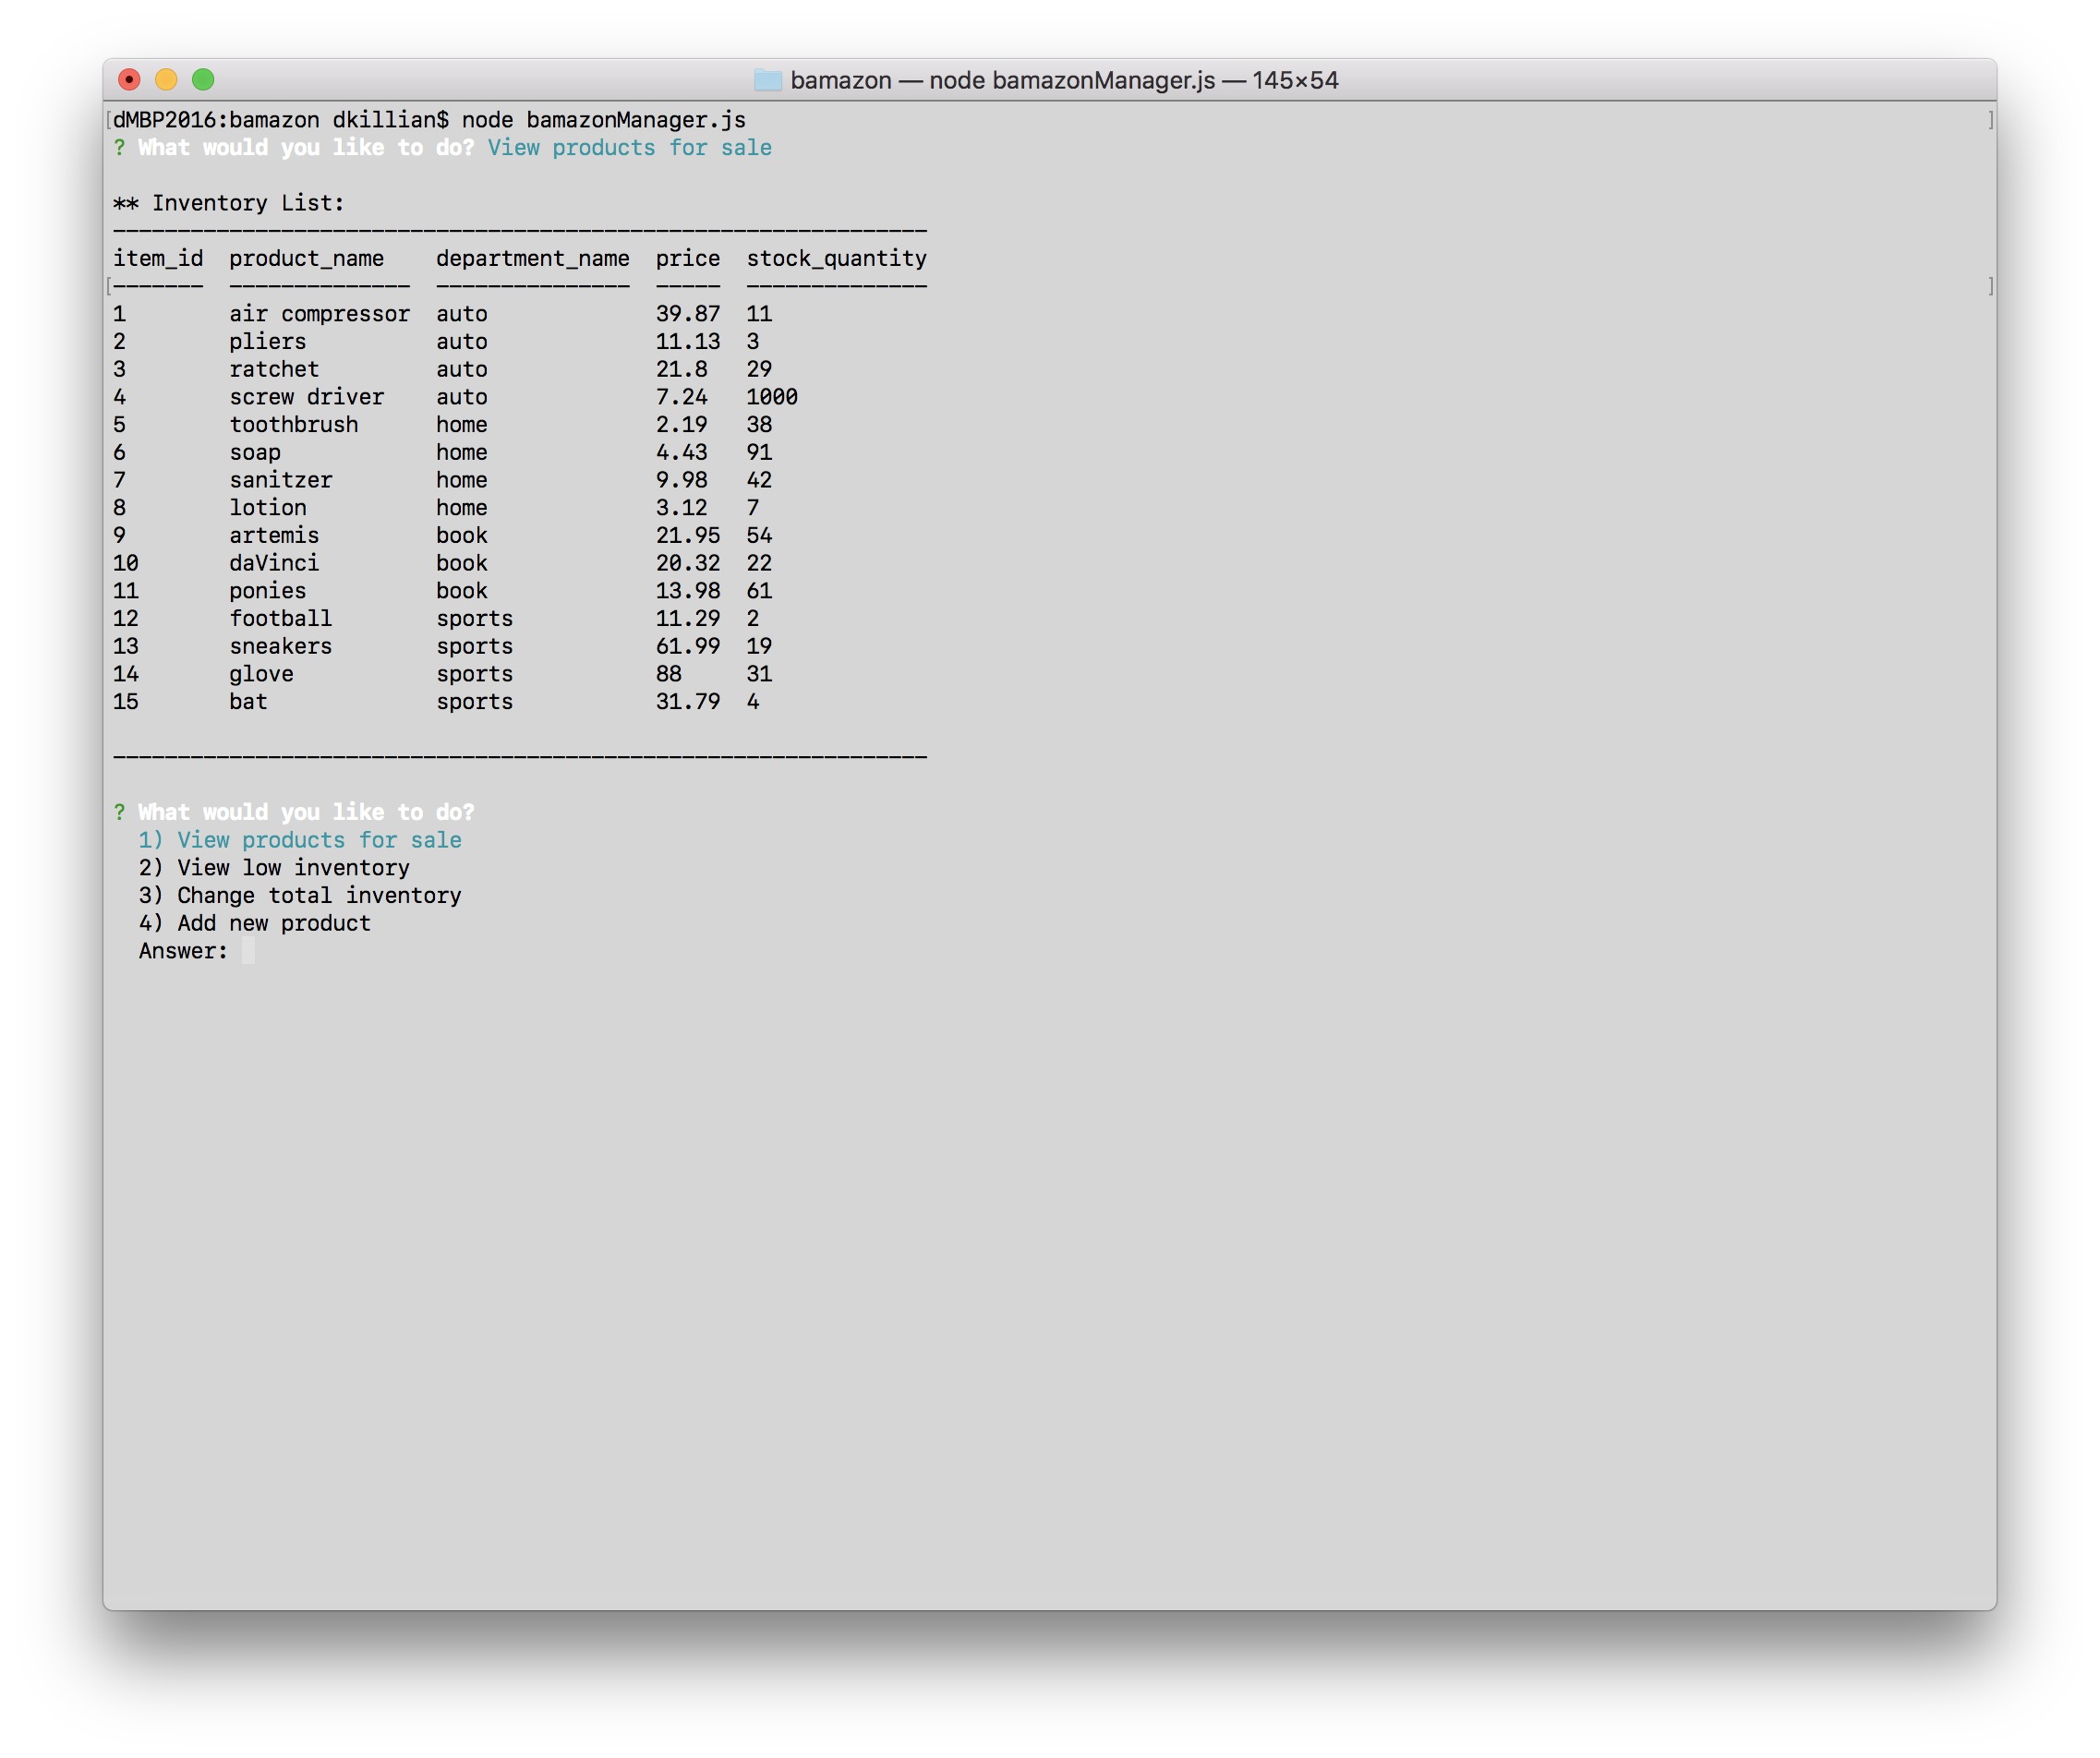 bamazon — node bamazonManager.js — 145×54
[dMBP2016:bamazon dkillian$ node bamazonManager.js ]
? What would you like to do? View products for sale
** Inventory List:
---------------------------------------------------------------
item_id  product_name    department_name  price  stock_quantity
[-------  --------------  ---------------  -----  -------------- ]
1        air compressor  auto             39.87  11
2        pliers          auto             11.13  3
3        ratchet         auto             21.8   29
4        screw driver    auto             7.24   1000
5        toothbrush      home             2.19   38
6        soap            home             4.43   91
7        sanitzer        home             9.98   42
8        lotion          home             3.12   7
9        artemis         book             21.95  54
10       daVinci         book             20.32  22
11       ponies          book             13.98  61
12       football        sports           11.29  2
13       sneakers        sports           61.99  19
14       glove           sports           88     31
15       bat             sports           31.79  4
---------------------------------------------------------------
? What would you like to do?
1) View products for sale
2) View low inventory
3) Change total inventory
4) Add new product
Answer: